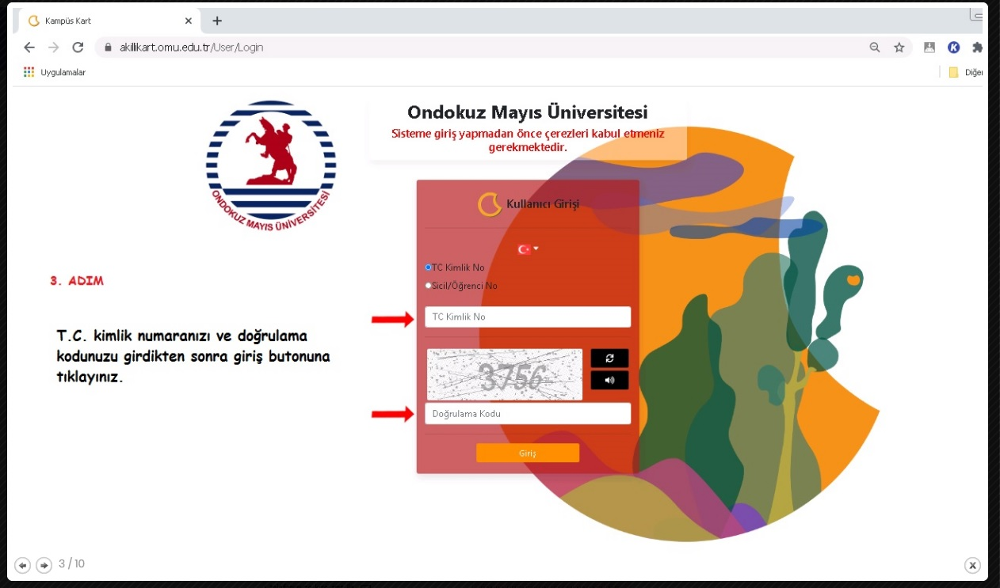 Kampüs Kart
akillikart.omu.edu.tr/User/Login
Uygulamalar
Diğer
ONDOKUZ MAYIS ÜNİVERSİTESİ
Ondokuz Mayıs Üniversitesi
Sisteme giriş yapmadan önce çerezleri kabul etmeniz
gerekmektedir.
Kullanıcı Girişi
TC Kimlik No
Sicil/Öğrenci No
3. ADIM
TC Kimlik No
T.C. kimlik numaranızı ve doğrulama
kodunuzu girdikten sonra giriş butonuna
tıklayınız.
3756
Doğrulama Kodu
Giriş
3 / 10